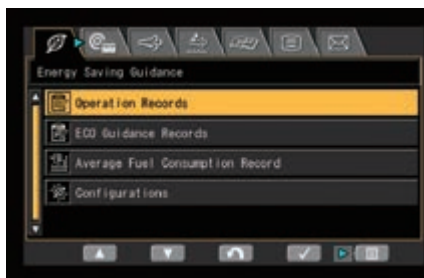 Energy Saving Guidance
Operation Records
ECO Guidance Records
Average Fuel Consumption Record
Configurations